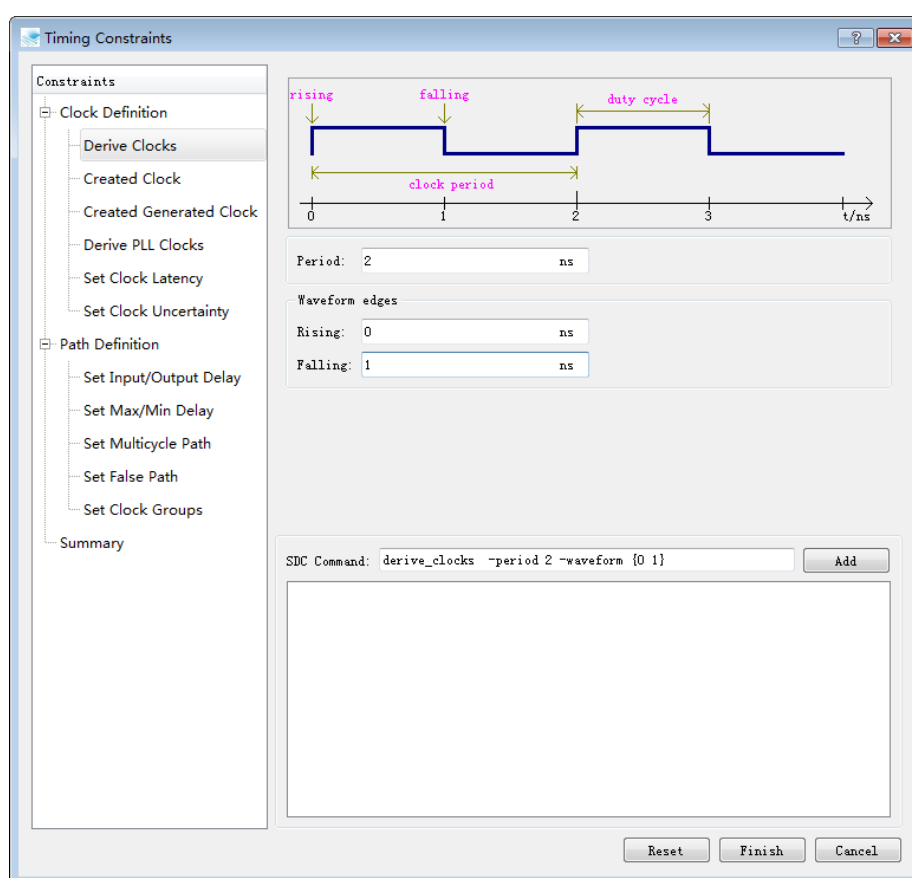 Timing Constraints
Constraints
Clock Definition
Derive Clocks
Created Clock
Created Generated Clock
Derive PLL Clocks
Set Clock Latency
Set Clock Uncertainty
Path Definition
Set Input/Output Delay
Set Max/Min Delay
Set Multicycle Path
Set False Path
Set Clock Groups
Summary
rising falling duty cycle
clock period
0 1 2 3 t/ns
Period: 2 ns
Waveform edges
Rising: 0 ns
Falling: 1 ns
SDC Command: derive_clocks -period 2 -waveform {0 1} Add
Reset Finish Cancel